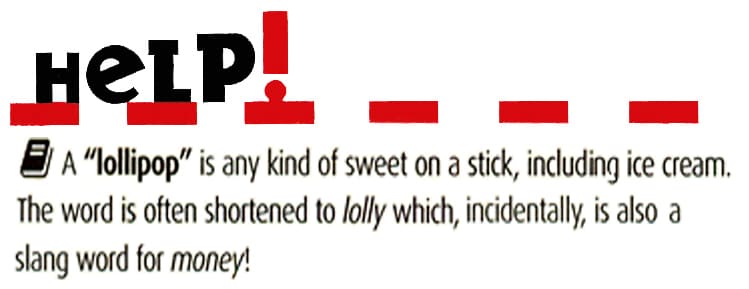 HeLP!
A “lollipop” is any kind of sweet on a stick, including ice cream.
The word is often shortened to lolly which, incidentally, is also a
slang word for money!